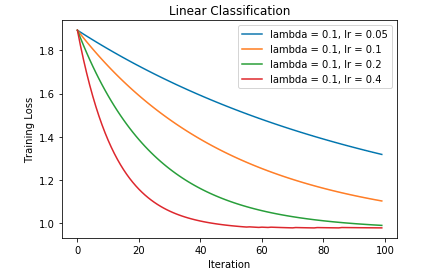 Linear Classification
lambda = 0.1, lr = 0.05
lambda = 0.1, lr = 0.1
lambda = 0.1, lr = 0.2
lambda = 0.1, lr = 0.4
Training Loss
1.8
1.6
1.4
1.2
1.0
0 20 40 60 80 100
Iteration